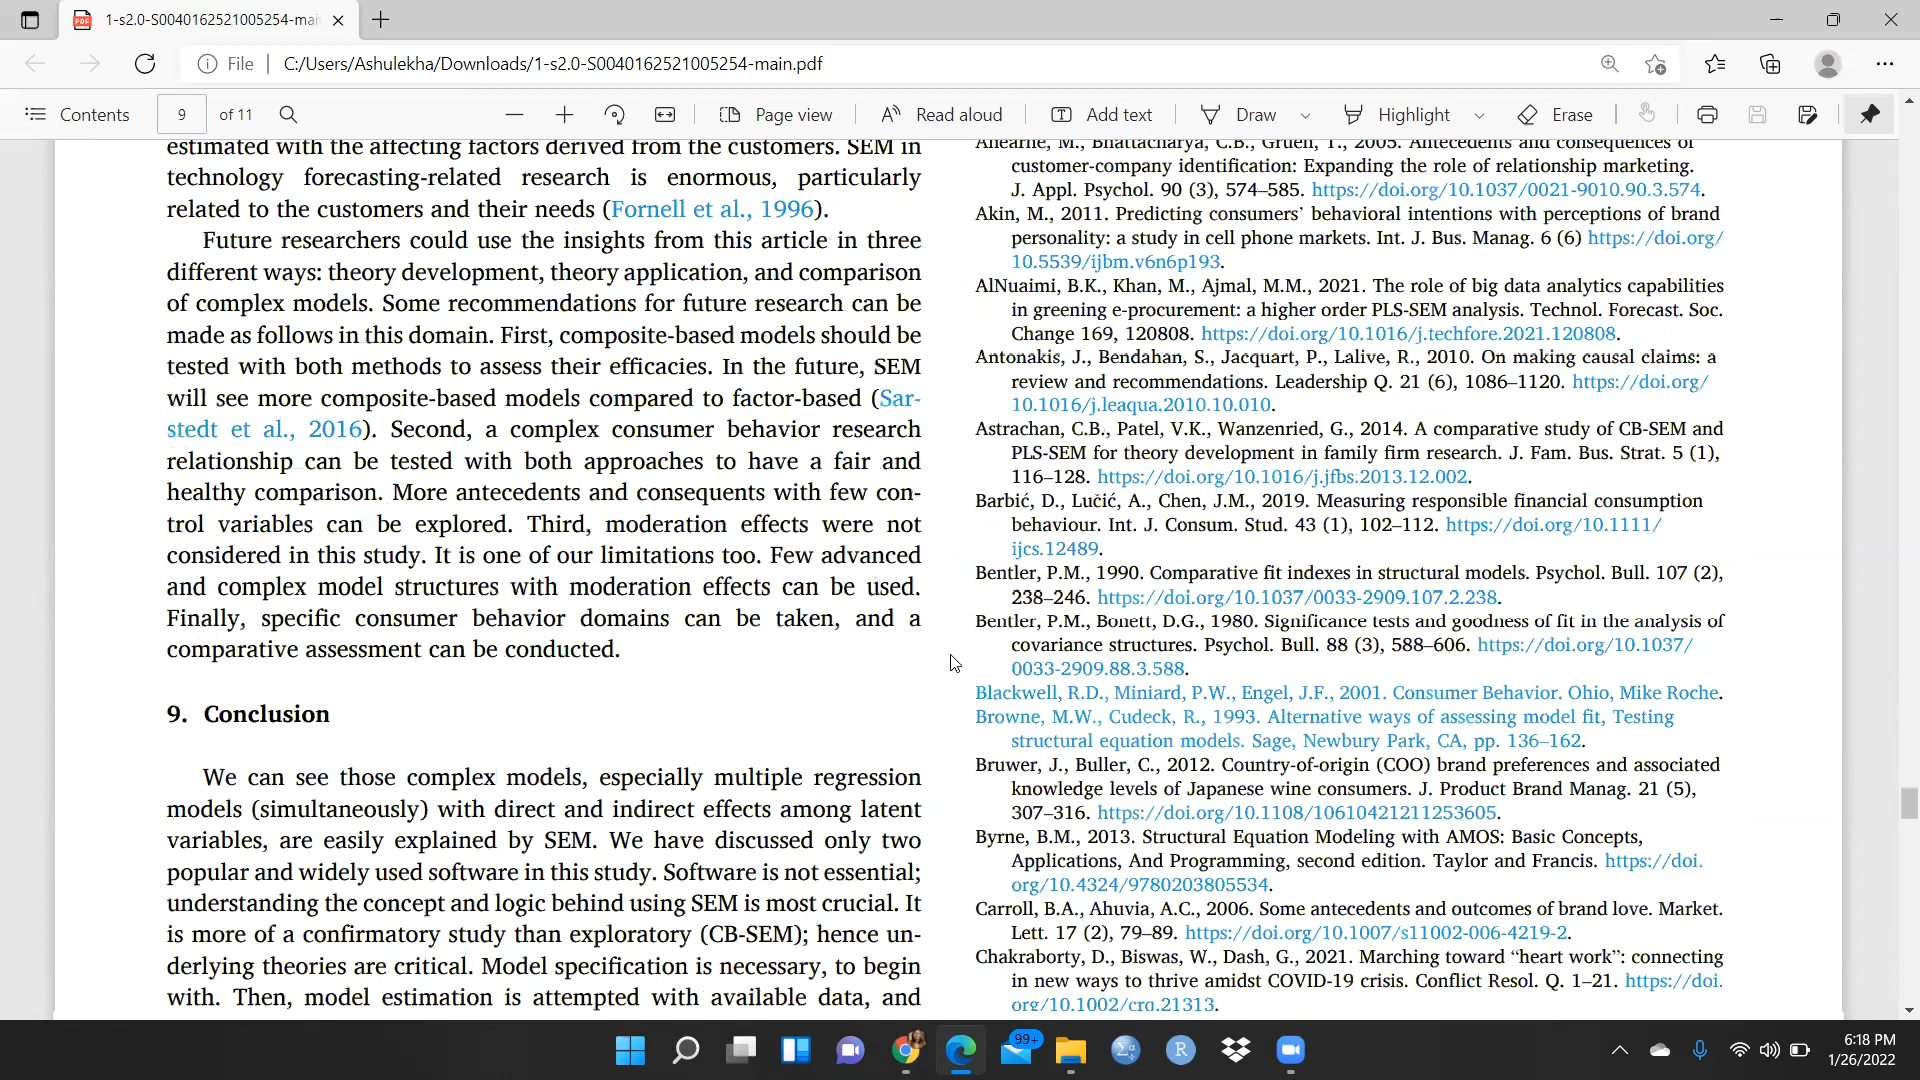 1-s2.0-S0040162521005254-mai
File
C:/Users/Ashulekha/Downloads/1-s2.0-S0040162521005254-main.pdf
Contents
9
of 11
Page view
Read aloud
Add text
Draw
Highlight
Erase
estimated with the affecting factors derived from the customers. SEM in
technology forecasting-related research is enormous, particularly
related to the customers and their needs (Fornell et al., 1996).
Future researchers could use the insights from this article in three
different ways: theory development, theory application, and comparison
of complex models. Some recommendations for future research can be
made as follows in this domain. First, composite-based models should be
tested with both methods to assess their efficacies. In the future, SEM
will see more composite-based models compared to factor-based (Sar-
stedt et al., 2016). Second, a complex consumer behavior research
relationship can be tested with both approaches to have a fair and
healthy comparison. More antecedents and consequents with few con-
trol variables can be explored. Third, moderation effects were not
considered in this study. It is one of our limitations too. Few advanced
and complex model structures with moderation effects can be used.
Finally, specific consumer behavior domains can be taken, and a
comparative assessment can be conducted.
9. Conclusion
We can see those complex models, especially multiple regression
models (simultaneously) with direct and indirect effects among latent
variables, are easily explained by SEM. We have discussed only two
popular and widely used software in this study. Software is not essential;
understanding the concept and logic behind using SEM is most crucial. It
is more of a confirmatory study than exploratory (CB-SEM); hence un-
derlying theories are critical. Model specification is necessary, to begin
with. Then, model estimation is attempted with available data, and
Ahearne, M., Bhattacharya, C.B., Gruen, T., 2005. Antecedents and consequences of
customer-company identification: Expanding the role of relationship marketing.
J. Appl. Psychol. 90 (3), 574–585. https://doi.org/10.1037/0021-9010.90.3.574.
Akin, M., 2011. Predicting consumers’ behavioral intentions with perceptions of brand
personality: a study in cell phone markets. Int. J. Bus. Manag. 6 (6) https://doi.org/
10.5539/ijbm.v6n6p193.
AlNuaimi, B.K., Khan, M., Ajmal, M.M., 2021. The role of big data analytics capabilities
in greening e-procurement: a higher order PLS-SEM analysis. Technol. Forecast. Soc.
Change 169, 120808. https://doi.org/10.1016/j.techfore.2021.120808.
Antonakis, J., Bendahan, S., Jacquart, P., Lalive, R., 2010. On making causal claims: a
review and recommendations. Leadership Q. 21 (6), 1086–1120. https://doi.org/
10.1016/j.leaqua.2010.10.010.
Astrachan, C.B., Patel, V.K., Wanzenried, G., 2014. A comparative study of CB-SEM and
PLS-SEM for theory development in family firm research. J. Fam. Bus. Strat. 5 (1),
116–128. https://doi.org/10.1016/j.jfbs.2013.12.002.
Barbić, D., Lučić, A., Chen, J.M., 2019. Measuring responsible financial consumption
behaviour. Int. J. Consum. Stud. 43 (1), 102–112. https://doi.org/10.1111/
ijcs.12489.
Bentler, P.M., 1990. Comparative fit indexes in structural models. Psychol. Bull. 107 (2),
238–246. https://doi.org/10.1037/0033-2909.107.2.238.
Bentler, P.M., Bonett, D.G., 1980. Significance tests and goodness of fit in the analysis of
covariance structures. Psychol. Bull. 88 (3), 588–606. https://doi.org/10.1037/
0033-2909.88.3.588.
Blackwell, R.D., Miniard, P.W., Engel, J.F., 2001. Consumer Behavior. Ohio, Mike Roche.
Browne, M.W., Cudeck, R., 1993. Alternative ways of assessing model fit, Testing
structural equation models. Sage, Newbury Park, CA, pp. 136–162.
Bruwer, J., Buller, C., 2012. Country-of-origin (COO) brand preferences and associated
knowledge levels of Japanese wine consumers. J. Product Brand Manag. 21 (5),
307–316. https://doi.org/10.1108/10610421211253605.
Byrne, B.M., 2013. Structural Equation Modeling with AMOS: Basic Concepts,
Applications, And Programming, second edition. Taylor and Francis. https://doi.
org/10.4324/9780203805534.
Carroll, B.A., Ahuvia, A.C., 2006. Some antecedents and outcomes of brand love. Market.
Lett. 17 (2), 79–89. https://doi.org/10.1007/s11002-006-4219-2.
Chakraborty, D., Biswas, W., Dash, G., 2021. Marching toward “heart work”: connecting
in new ways to thrive amidst COVID-19 crisis. Conflict Resol. Q. 1–21. https://doi.
org/10.1002/crq.21313.
99+
6:18 PM
1/26/2022